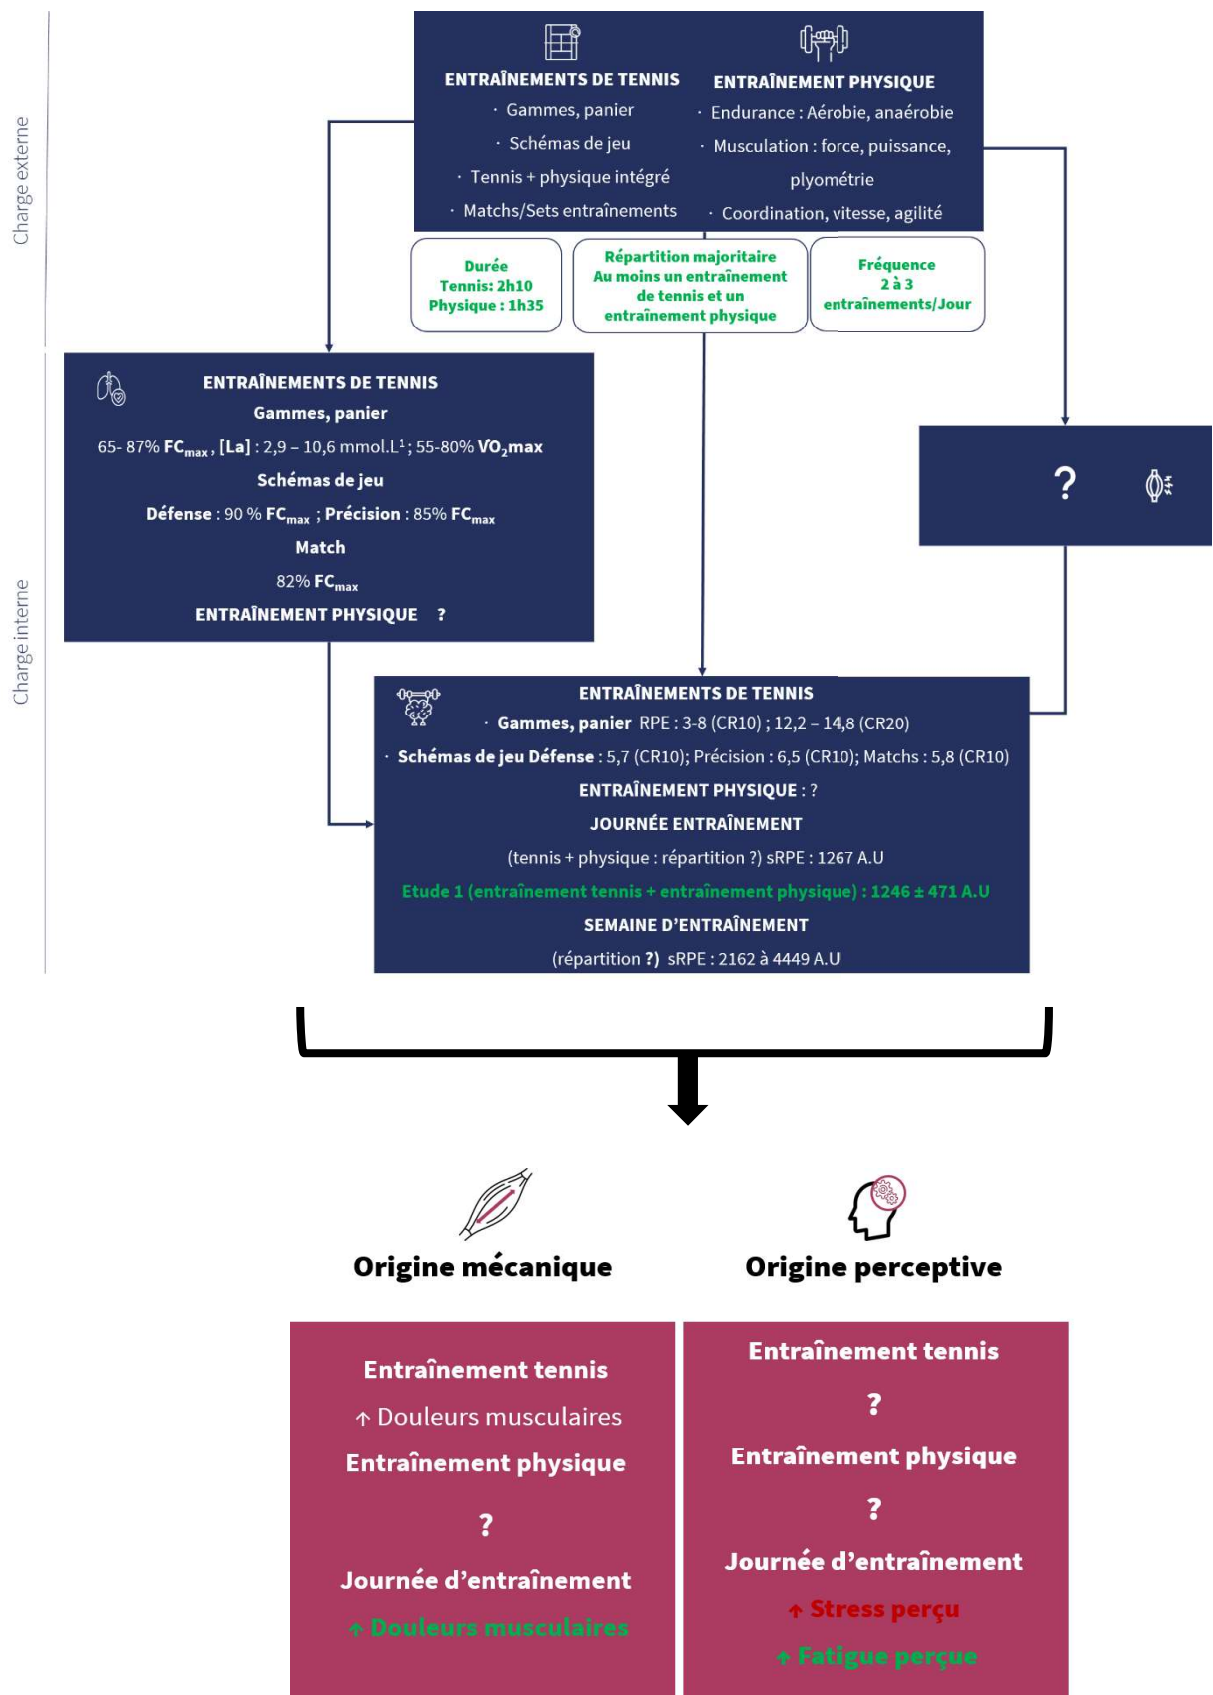 Charge externe
ENTRAÎNEMENTS DE TENNIS
· Gammes, panier
· Schémas de jeu
· Tennis + physique intégré
· Matchs/Sets entraînements
ENTRAÎNEMENT PHYSIQUE
· Endurance : Aérobie, anaérobie
· Musculation : force, puissance,
plyométrie
· Coordination, vitesse, agilité
Durée
Tennis: 2h10
Physique : 1h35
Répartition majoritaire
Au moins un entraînement
de tennis et un
entraînement physique
Fréquence
2 à 3
entraînements/Jour
Charge interne
ENTRAÎNEMENTS DE TENNIS
Gammes, panier
65- 87% FCmax, [La] : 2,9 – 10,6 mmol.L¹ ; 55-80% V̇O₂max
Schémas de jeu
Défense : 90 % FCmax ; Précision : 85% FCmax
Match
82% FCmax
ENTRAÎNEMENT PHYSIQUE ?
?
ENTRAÎNEMENTS DE TENNIS
· Gammes, panier RPE : 3-8 (CR10) ; 12,2 – 14,8 (CR20)
· Schémas de jeu Défense : 5,7 (CR10); Précision : 6,5 (CR10); Matchs : 5,8 (CR10)
ENTRAÎNEMENT PHYSIQUE : ?
JOURNÉE ENTRAÎNEMENT
(tennis + physique : répartition ?) sRPE : 1267 A.U
Etude 1 (entraînement tennis + entraînement physique) : 1246 ± 471 A.U
SEMAINE D’ENTRAÎNEMENT
(répartition ?) sRPE : 2162 à 4449 A.U
Origine mécanique
Entraînement tennis
↑ Douleurs musculaires
Entraînement physique
?
Journée d’entraînement
↑ Douleurs musculaires
Origine perceptive
Entraînement tennis
?
Entraînement physique
?
Journée d’entraînement
↑ Stress perçu
↑ Fatigue perçue